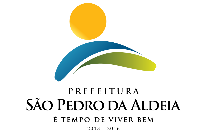 PREFEITURA
SÃO PEDRO DA ALDEIA
É TEMPO DE VIVER BEM